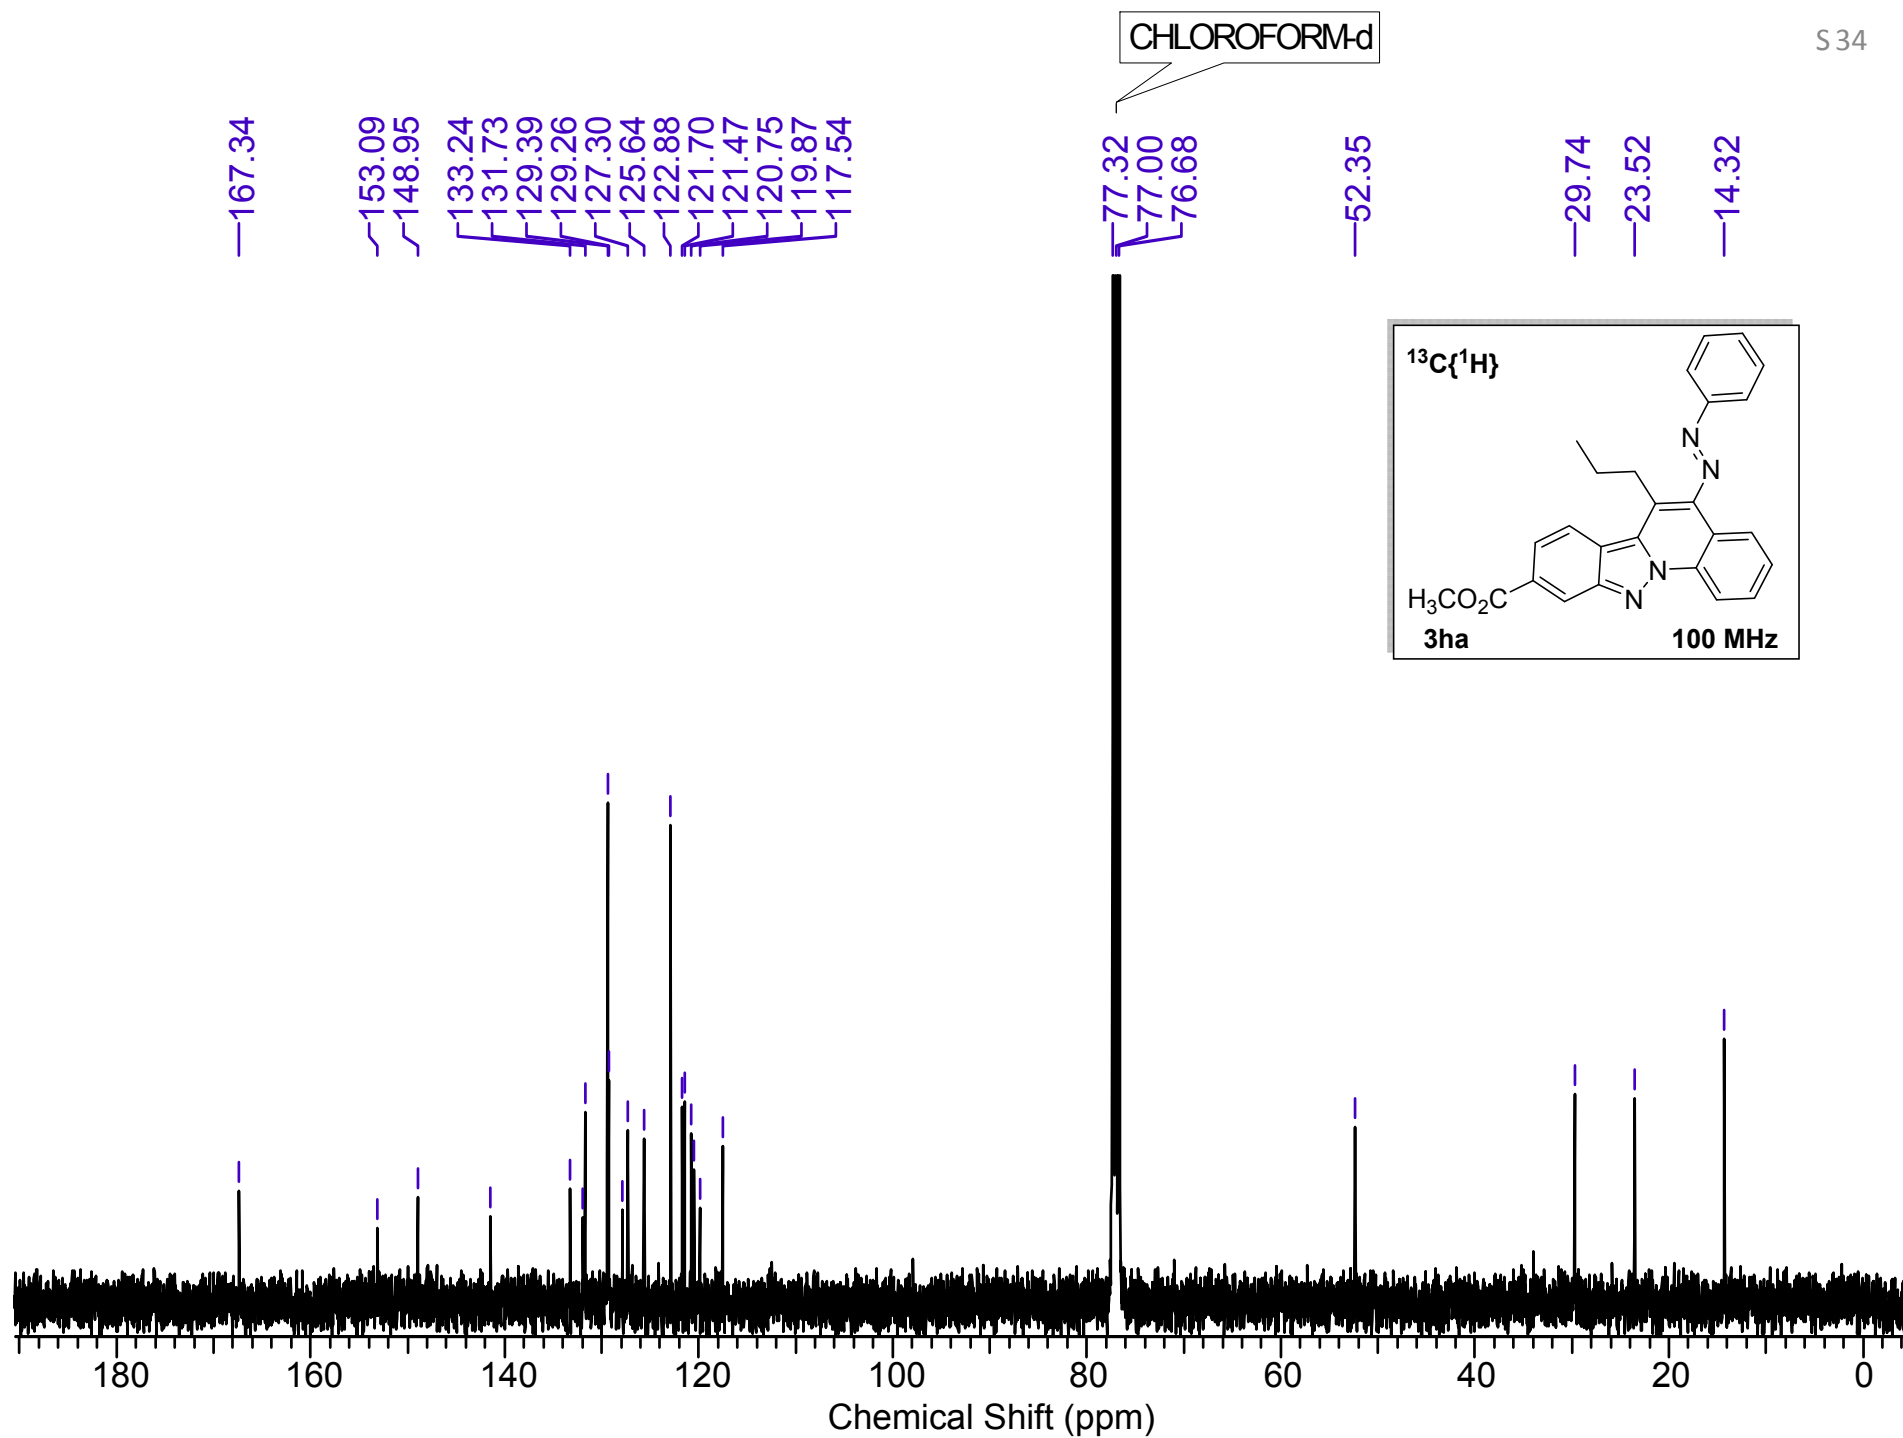 CHLOROFORM-d
S 34
167.34
153.09
148.95
133.24
131.73
129.39
129.26
127.30
125.64
122.88
121.70
121.47
120.75
119.87
117.54
77.32
77.00
76.68
52.35
29.74
23.52
14.32
¹³C{¹H}
N
N
N
N
H₃CO₂C
3ha 100 MHz
180 160 140 120 100 80 60 40 20 0
Chemical Shift (ppm)